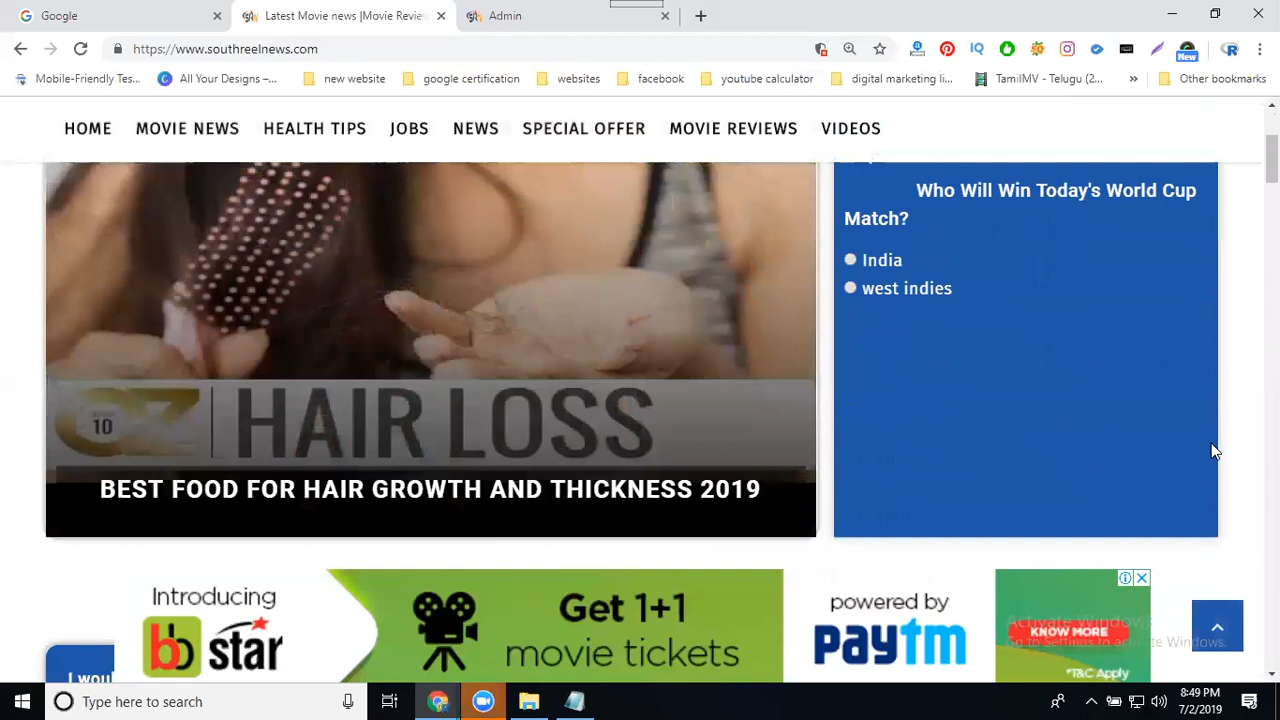 Google
Latest Movie news |Movie Review
Admin
https://www.southreelnews.com
New
Mobile-Friendly Tes...
All Your Designs –...
new website
google certification
websites
facebook
youtube calculator
digital marketing li...
TamilMV - Telugu (2...
»
Other bookmarks
HOME MOVIE NEWS HEALTH TIPS JOBS NEWS SPECIAL OFFER MOVIE REVIEWS VIDEOS
Who Will Win Today's World Cup
Match?
India
west indies
OZ
10
HAIR LOSS
BEST FOOD FOR HAIR GROWTH AND THICKNESS 2019
Introducing
bb star
Get 1+1
movie tickets
powered by
paytm
KNOW MORE
*T&C Apply
Activate Windows
Go to Settings to activate Windows.
I woul
Type here to search
8:49 PM
7/2/2019